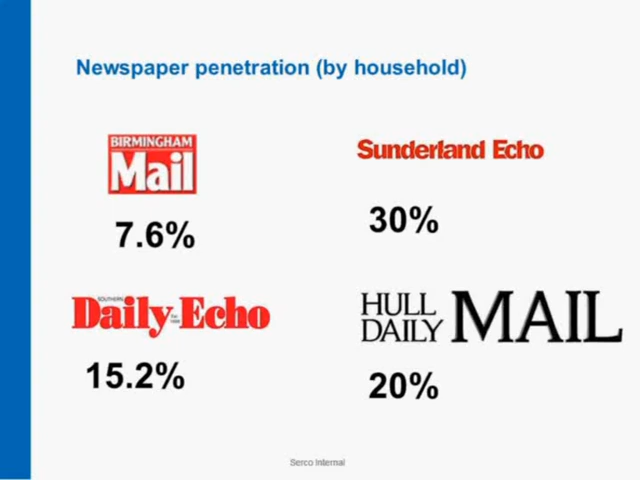 Newspaper penetration (by household)
BIRMINGHAM
Mail
7.6%
Sunderland Echo
30%
SOUTHERN
Daily Echo
15.2%
HULL
DAILY
MAIL
20%
Serco Internal